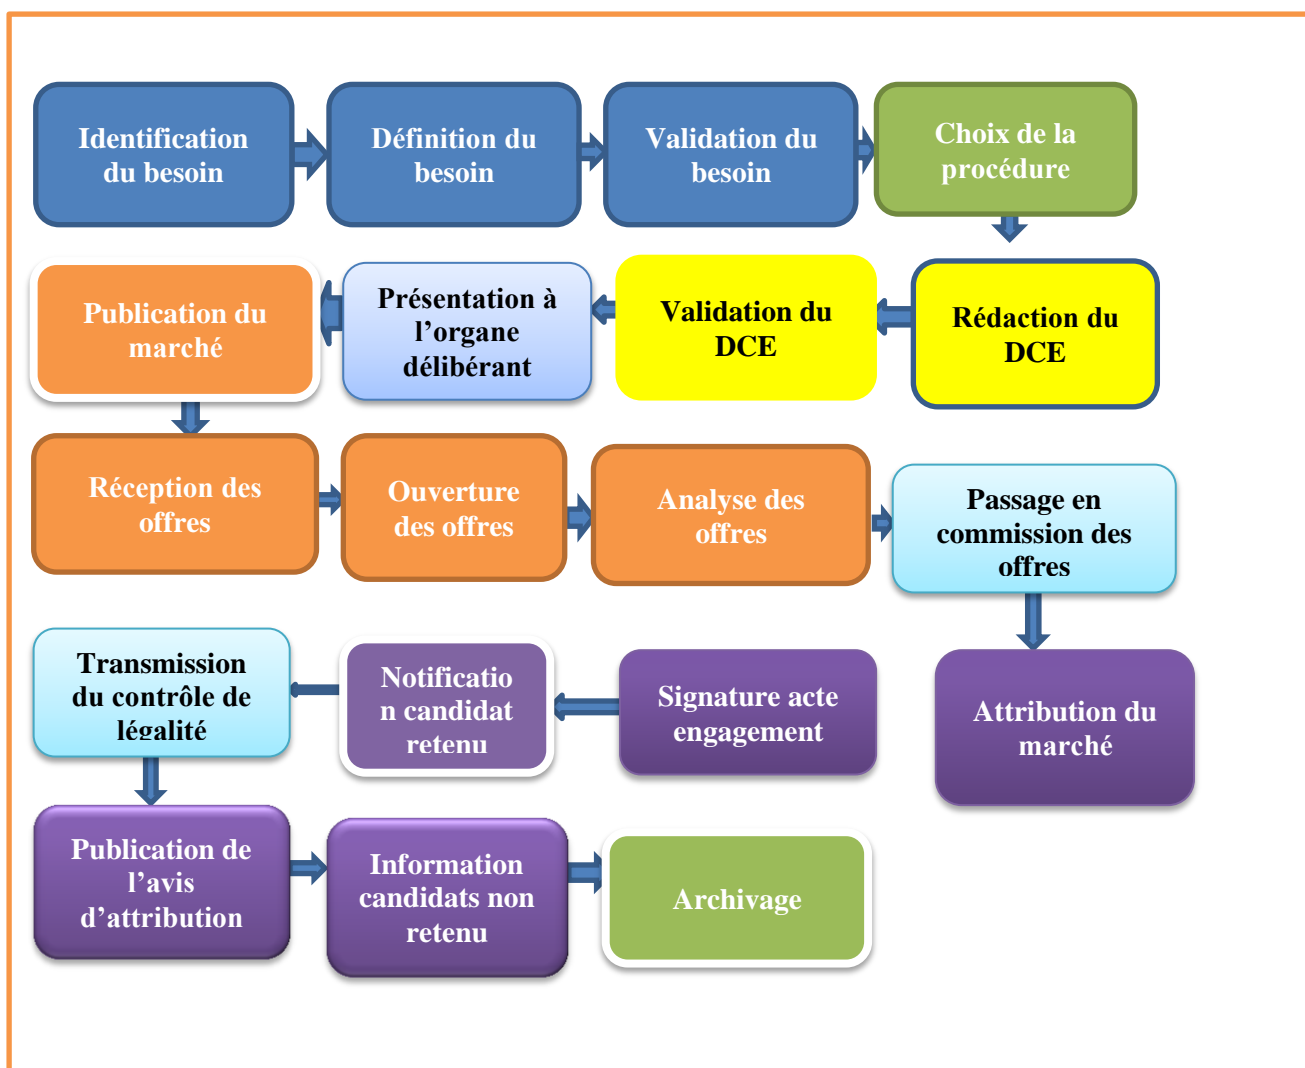 Identification
du besoin
Définition du
besoin
Validation du
besoin
Choix de la
procédure
Publication du
marché
Présentation à
l’organe
délibérant
Validation du
DCE
Rédaction du
DCE
Réception des
offres
Ouverture
des offres
Analyse des
offres
Passage en
commission des
offres
Transmission
du contrôle de
légalité
Notificatio
n candidat
retenu
Signature acte
engagement
Attribution du
marché
Publication de
l’avis
d’attribution
Information
candidats non
retenu
Archivage